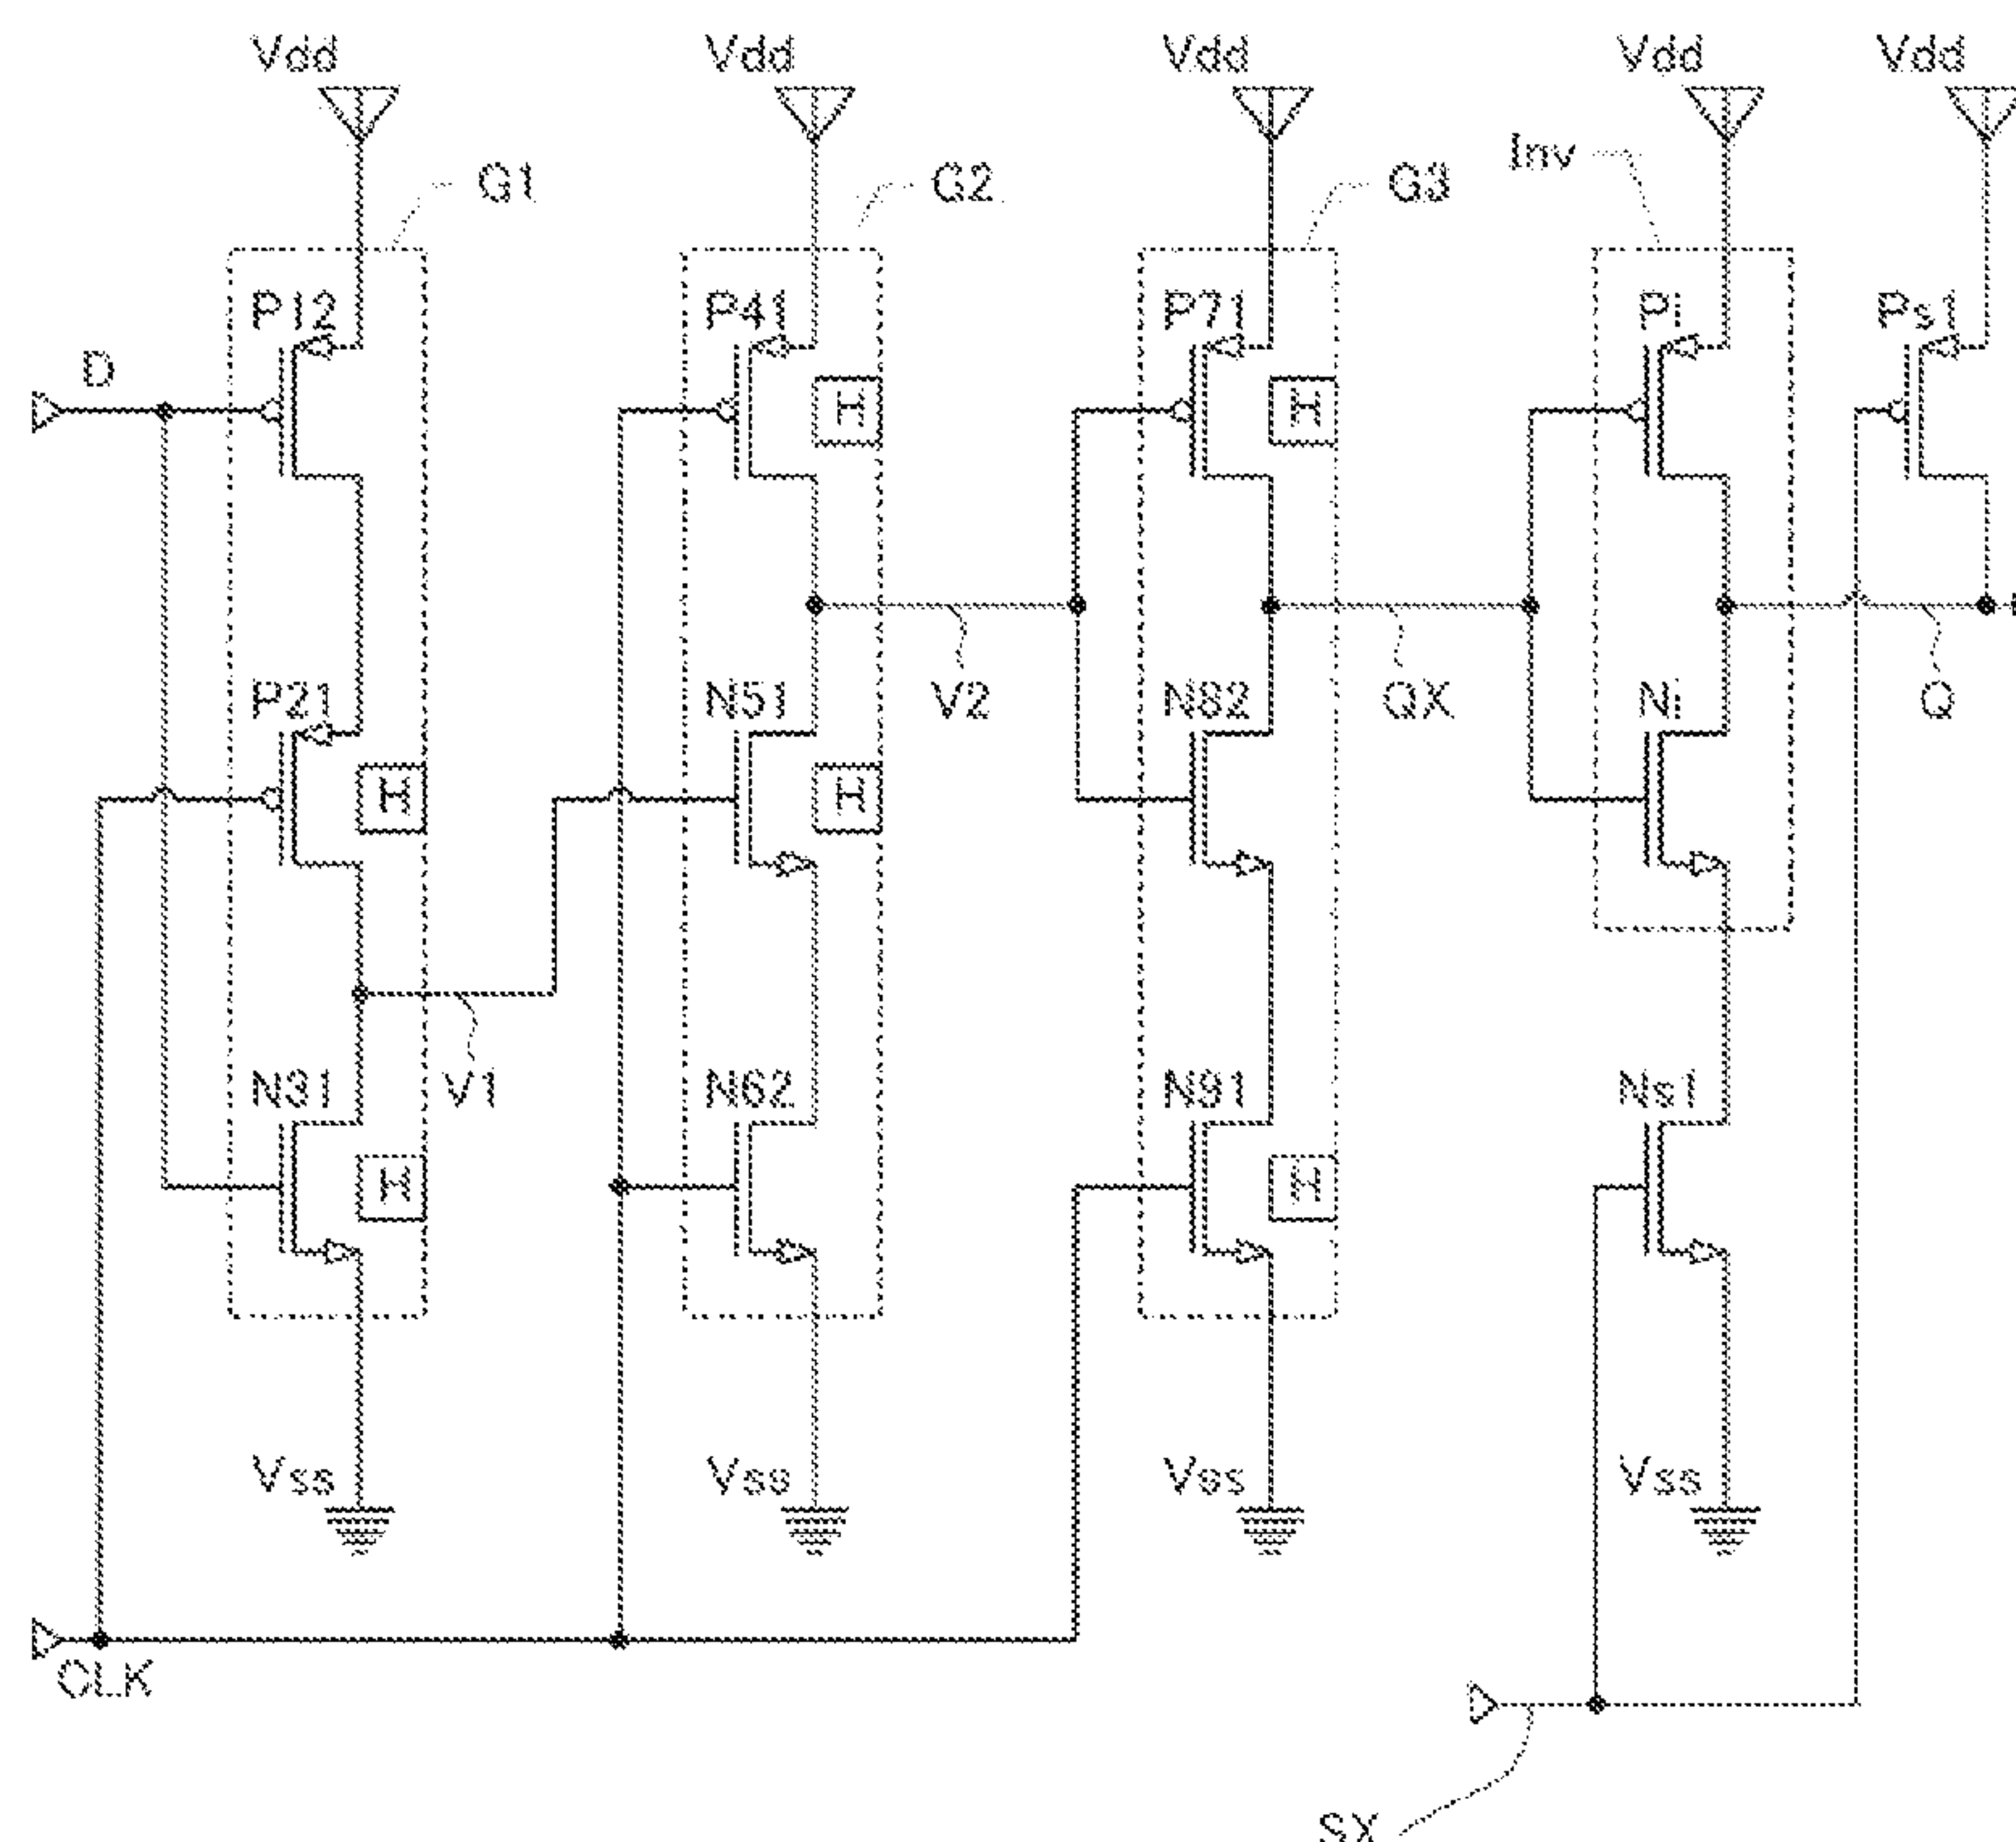 Vdd Vdd Vdd Vdd Vdd
G1 G2 G3 Inv
P12 P41 P71 Pi Ps1
D
H H
P21 N51 N82 Ni
V2 QX Q
H H
N31 N62 N91 Ns1
V1
H H
Vss Vss Vss Vss
CLK
SX